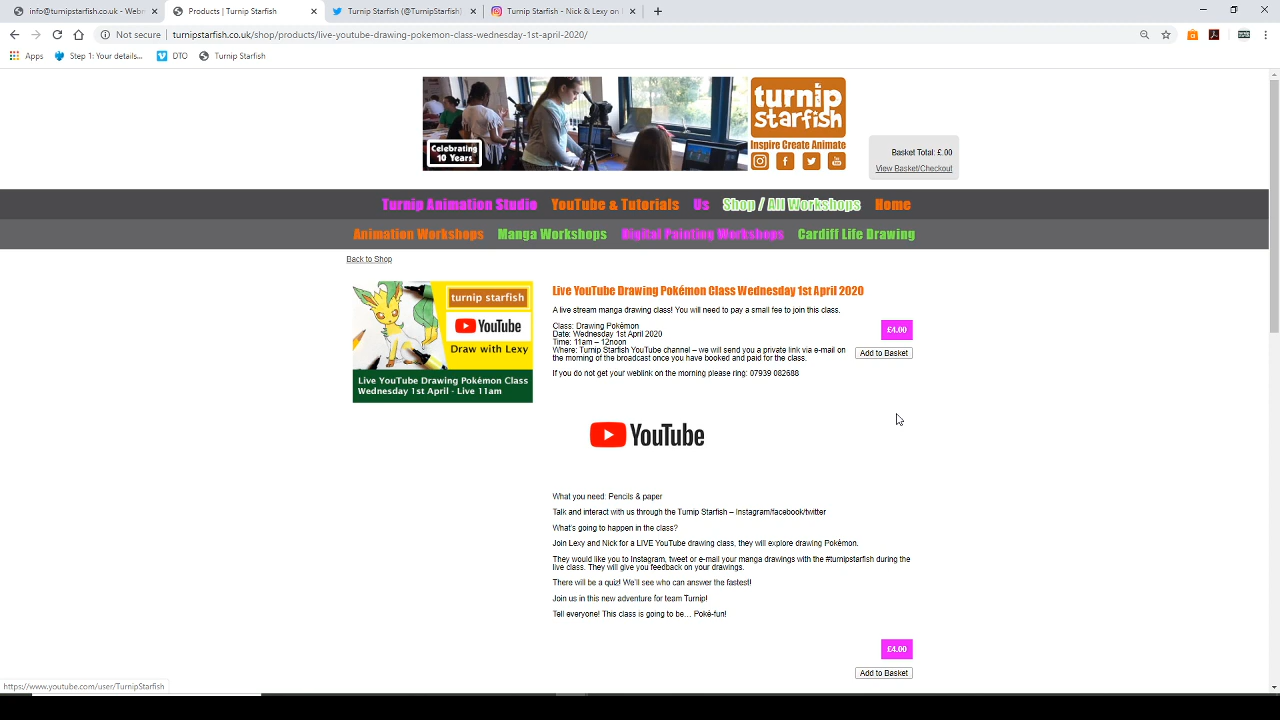 info@turnipstarfish.co.uk - Web
Products | Turnip Starfish
Turnip Starfish (@TurnipStarfish)
Turnip Starfish - Nick & Lexy on
Not secure | turnipstarfish.co.uk/shop/products/live-youtube-drawing-pokemon-class-wednesday-1st-april-2020/
Apps
Step 1: Your details...
DTO
Turnip Starfish
Celebrating
10 Years
turnip
starfish
Inspire Create Animate
Basket Total: £.00
View Basket/Checkout
Turnip Animation Studio
YouTube & Tutorials
Us
Shop / All Workshops
Home
Animation Workshops
Manga Workshops
Digital Painting Workshops
Cardiff Life Drawing
Back to Shop
turnip starfish
YouTube
Draw with Lexy
Live YouTube Drawing Pokémon Class
Wednesday 1st April - Live 11am
Live YouTube Drawing Pokémon Class Wednesday 1st April 2020
A live stream manga drawing class! You will need to pay a small fee to join this class.
Class: Drawing Pokémon
Date: Wednesday 1st April 2020
Time: 11am – 12noon
Where: Turnip Starfish YouTube channel – we will send you a private link via e-mail on
the morning of the broadcast once you have booked and paid for the class.
If you do not get your weblink on the morning please ring: 07939 082688
£4.00
Add to Basket
YouTube
What you need: Pencils & paper
Talk and interact with us through the Turnip Starfish – Instagram/facebook/twitter
What's going to happen in the class?
Join Lexy and Nick for a LIVE YouTube drawing class, they will explore drawing Pokémon.
They would like you to Instagram, tweet or e-mail your manga drawings with the #turnipstarfish during the
live class. They will give you feedback on your drawings.
There will be a quiz! We'll see who can answer the fastest!
Join us in this new adventure for team Turnip!
Tell everyone! This class is going to be… Poké-fun!
£4.00
Add to Basket
https://www.youtube.com/user/TurnipStarfish